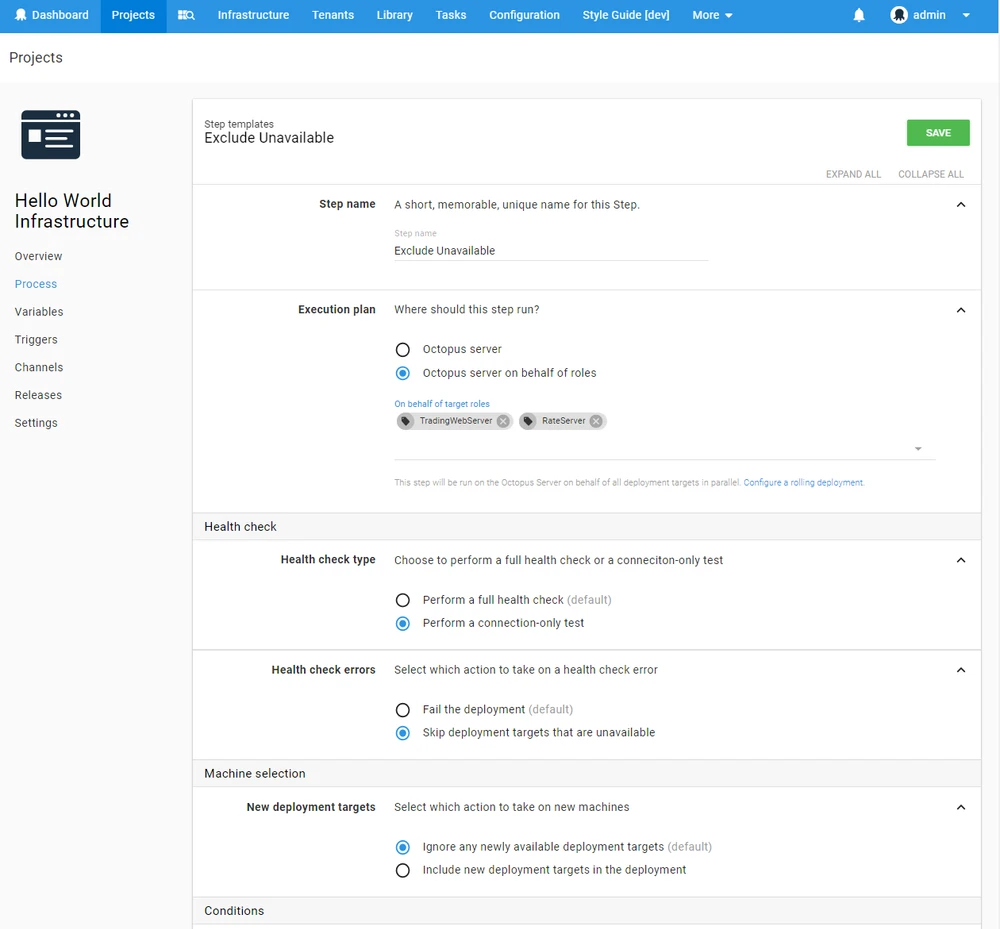 Dashboard Projects Infrastructure Tenants Library Tasks Configuration Style Guide [dev] More admin
Projects
Hello World
Infrastructure
Overview
Process
Variables
Triggers
Channels
Releases
Settings
Step templates
Exclude Unavailable
SAVE
EXPAND ALL COLLAPSE ALL
Step name A short, memorable, unique name for this Step.
Step name
Exclude Unavailable
Execution plan Where should this step run?
Octopus server
Octopus server on behalf of roles
On behalf of target roles
TradingWebServer RateServer
This step will be run on the Octopus Server on behalf of all deployment targets in parallel. Configure a rolling deployment.
Health check
Health check type Choose to perform a full health check or a conneciton-only test
Perform a full health check (default)
Perform a connection-only test
Health check errors Select which action to take on a health check error
Fail the deployment (default)
Skip deployment targets that are unavailable
Machine selection
New deployment targets Select which action to take on new machines
Ignore any newly available deployment targets (default)
Include new deployment targets in the deployment
Conditions